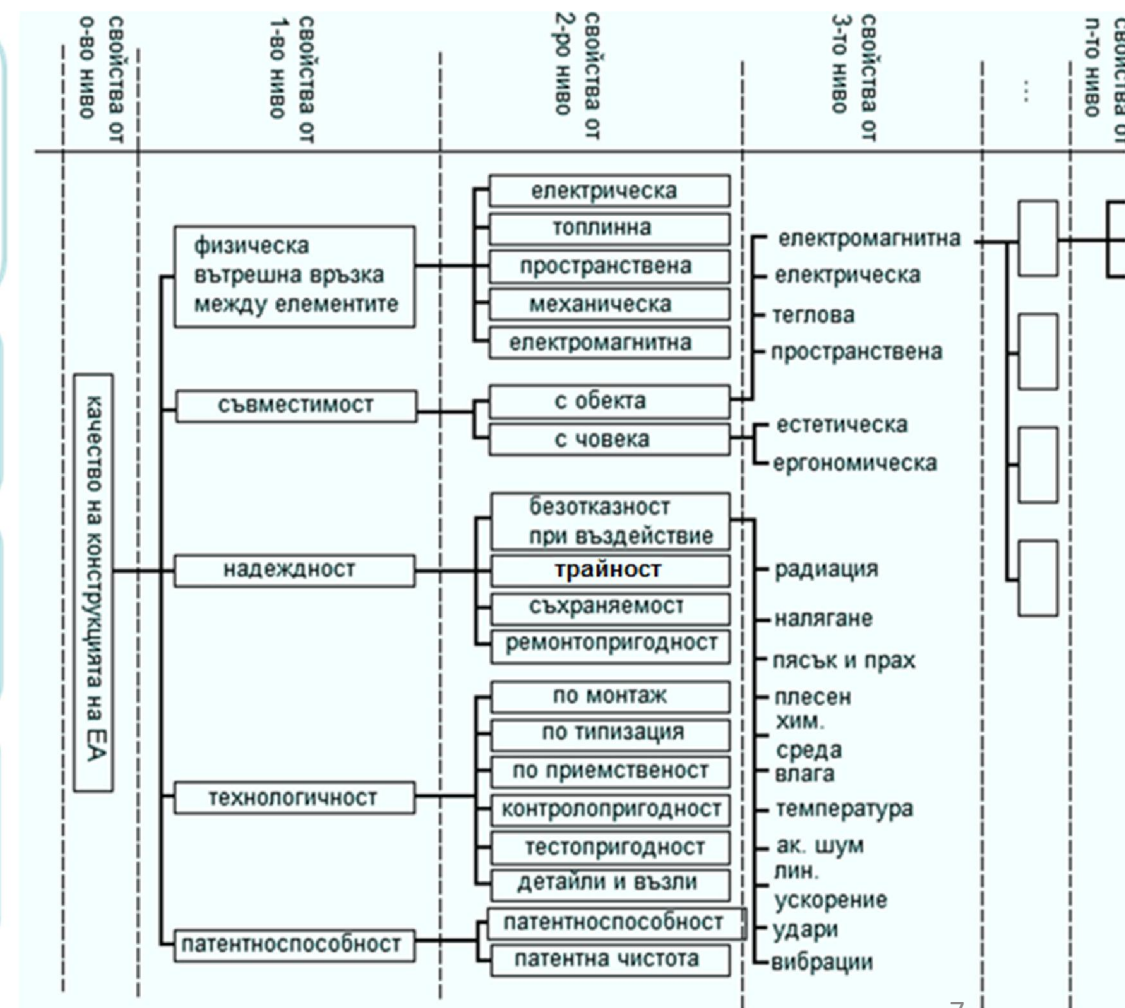 свойства от
0-во ниво
свойства от
1-во ниво
свойства от
2-ро ниво
свойства от
3-то ниво
...
свойства от
n-то ниво
качество на конструкцията на ЕА
физическа
вътрешна връзка
между елементите
съвместимост
надеждност
технологичност
патентноспособност
електрическа
топлинна
пространствена
механическа
електромагнитна
с обекта
с човека
безотказност
при въздействие
трайност
съхраняемост
ремонтопригодност
по монтаж
по типизация
по приемственост
контролопригодност
тестопригодност
детайли и възли
патентноспособност
патентна чистота
електромагнитна
електрическа
теглова
пространствена
естетическа
ергономическа
радиация
налягане
пясък и прах
плесен
хим.
среда
влага
температура
ак. шум
лин.
ускорение
удари
вибрации